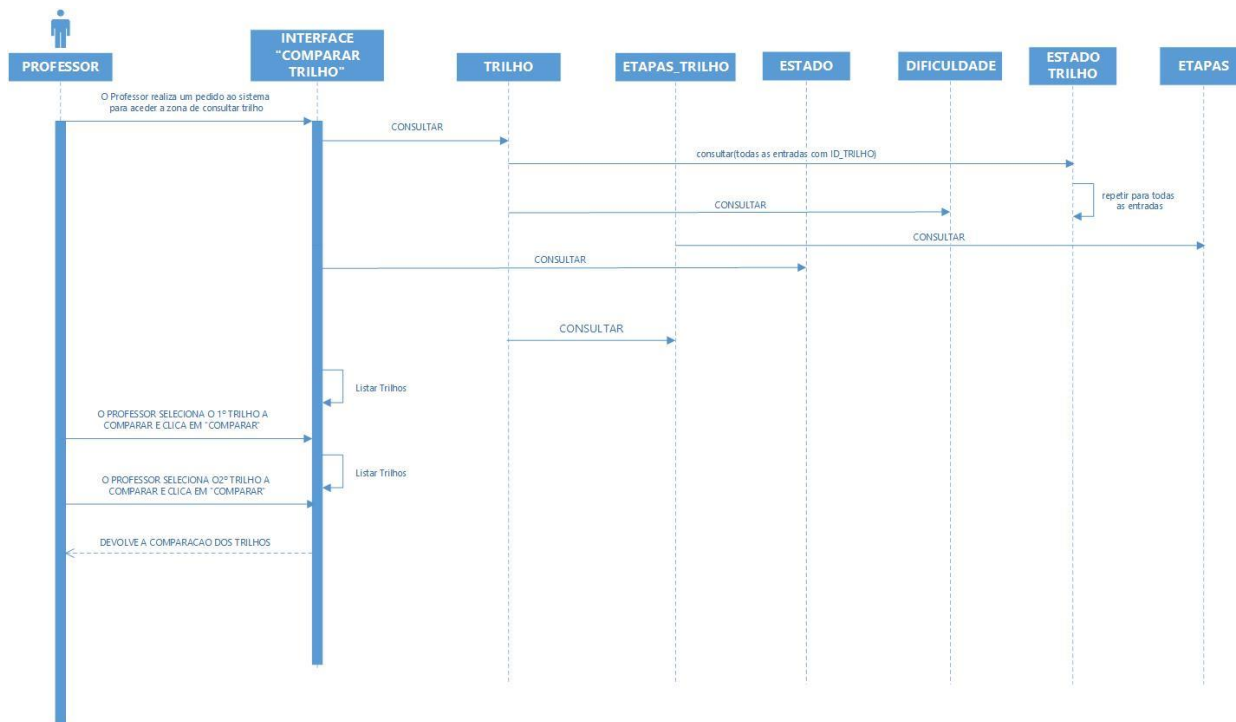 PROFESSOR
INTERFACE
"COMPARAR
TRILHO"
TRILHO
ETAPAS_TRILHO
ESTADO
DIFICULDADE
ESTADO
TRILHO
ETAPAS
O Professor realiza um pedido ao sistema
para aceder a zona de consultar trilho
CONSULTAR
consultar(todas as entradas com ID_TRILHO)
repetir para todas
as entradas
CONSULTAR
CONSULTAR
CONSULTAR
CONSULTAR
Listar Trilhos
O PROFESSOR SELECIONA O 1º TRILHO A
COMPARAR E CLICA EM "COMPARAR"
Listar Trilhos
O PROFESSOR SELECIONA O2º TRILHO A
COMPARAR E CLICA EM "COMPARAR"
DEVOLVE A COMPARACAO DOS TRILHOS